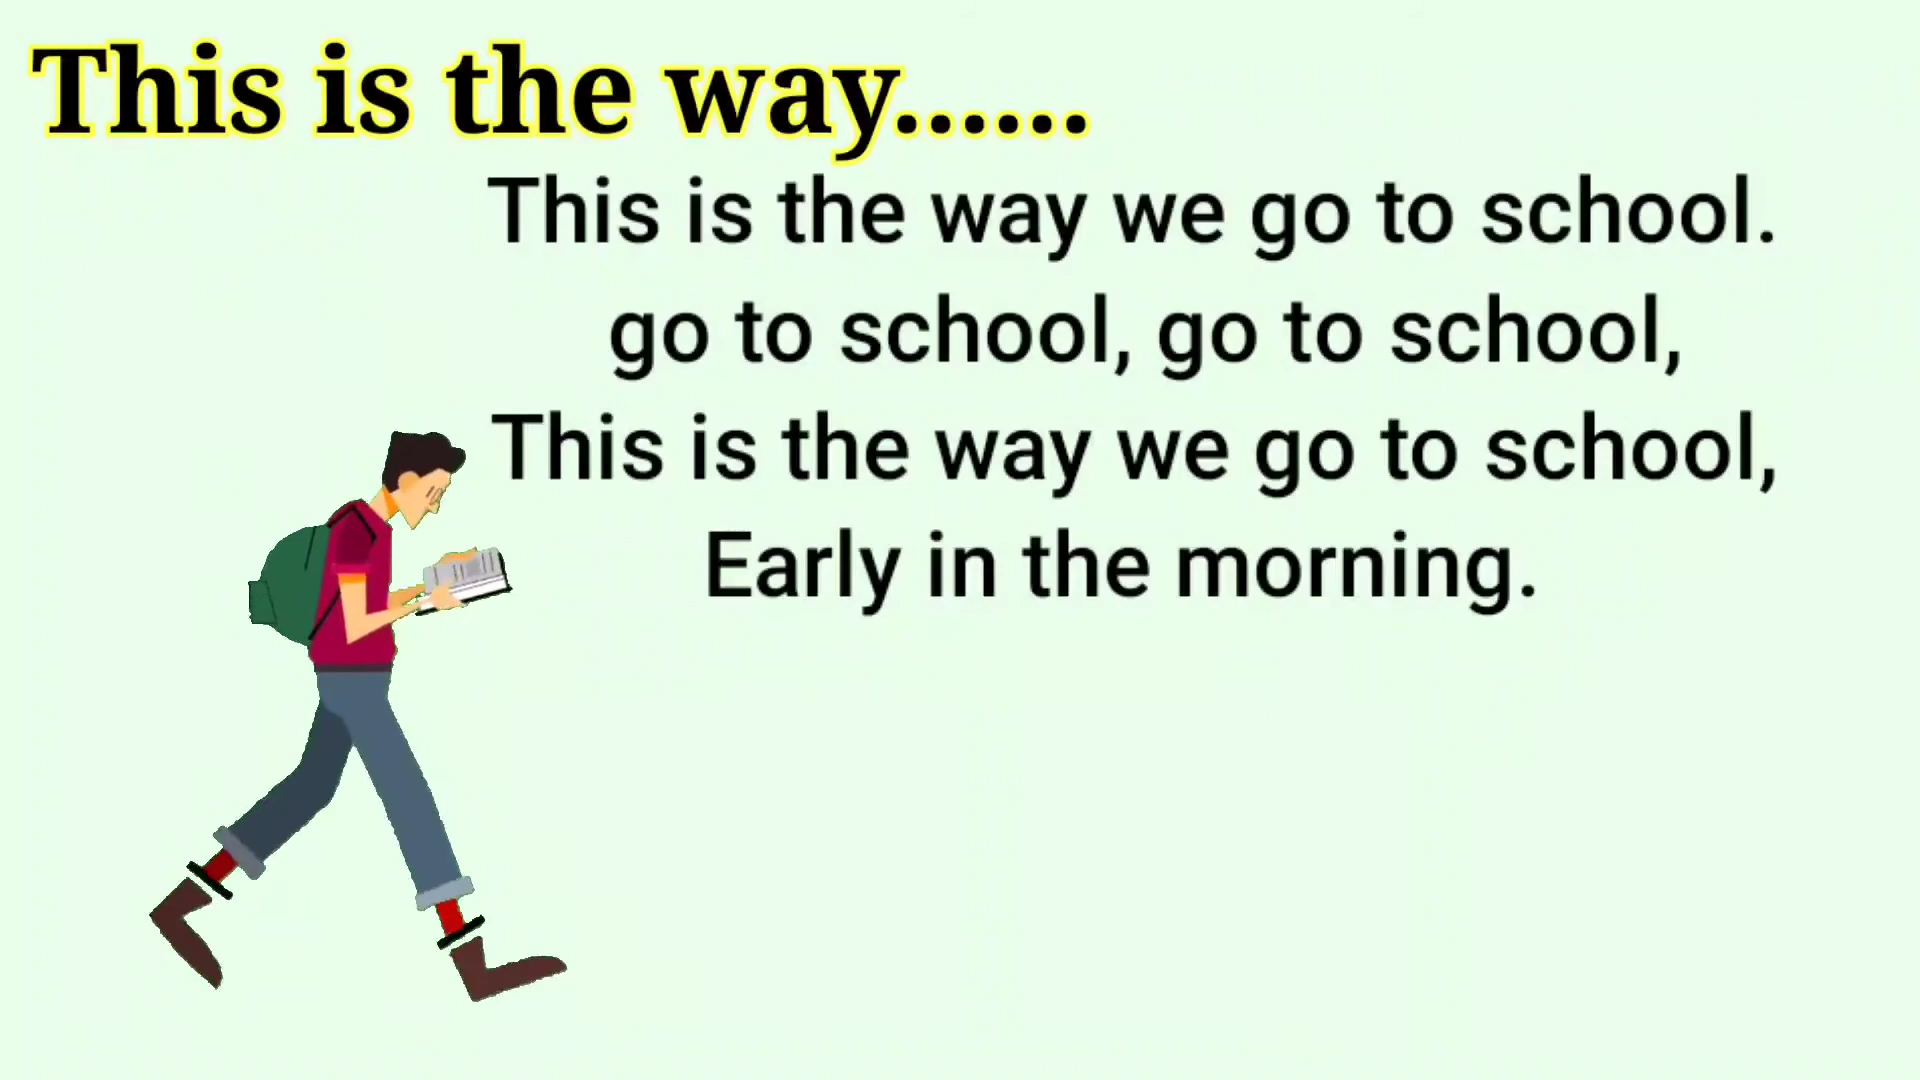 This is the way......
This is the way we go to school.
go to school, go to school,
This is the way we go to school,
Early in the morning.